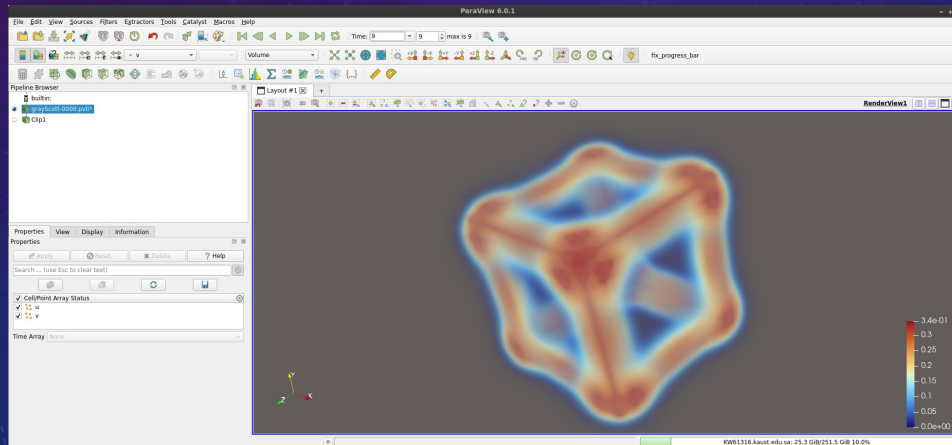 ParaView 6.0.1
File Edit View Sources Filters Extractors Tools Catalyst Macros Help
Time: 9 9 max is 9
v Volume fix_progress_bar
Pipeline Browser
builtin:
grayScott-0000.pvti*
Clip1
Layout #1
RenderView1
Properties View Display Information
Properties
Apply Reset Delete ? Help
Search ... (use Esc to clear text)
Cell/Point Array Status
u
v
Time Array None
3.4e-01
0.3
0.25
0.2
0.15
0.1
0.05
0.0e+00
Y
Z X
KW61316.kaust.edu.sa: 25.3 GiB/251.5 GiB 10.0%